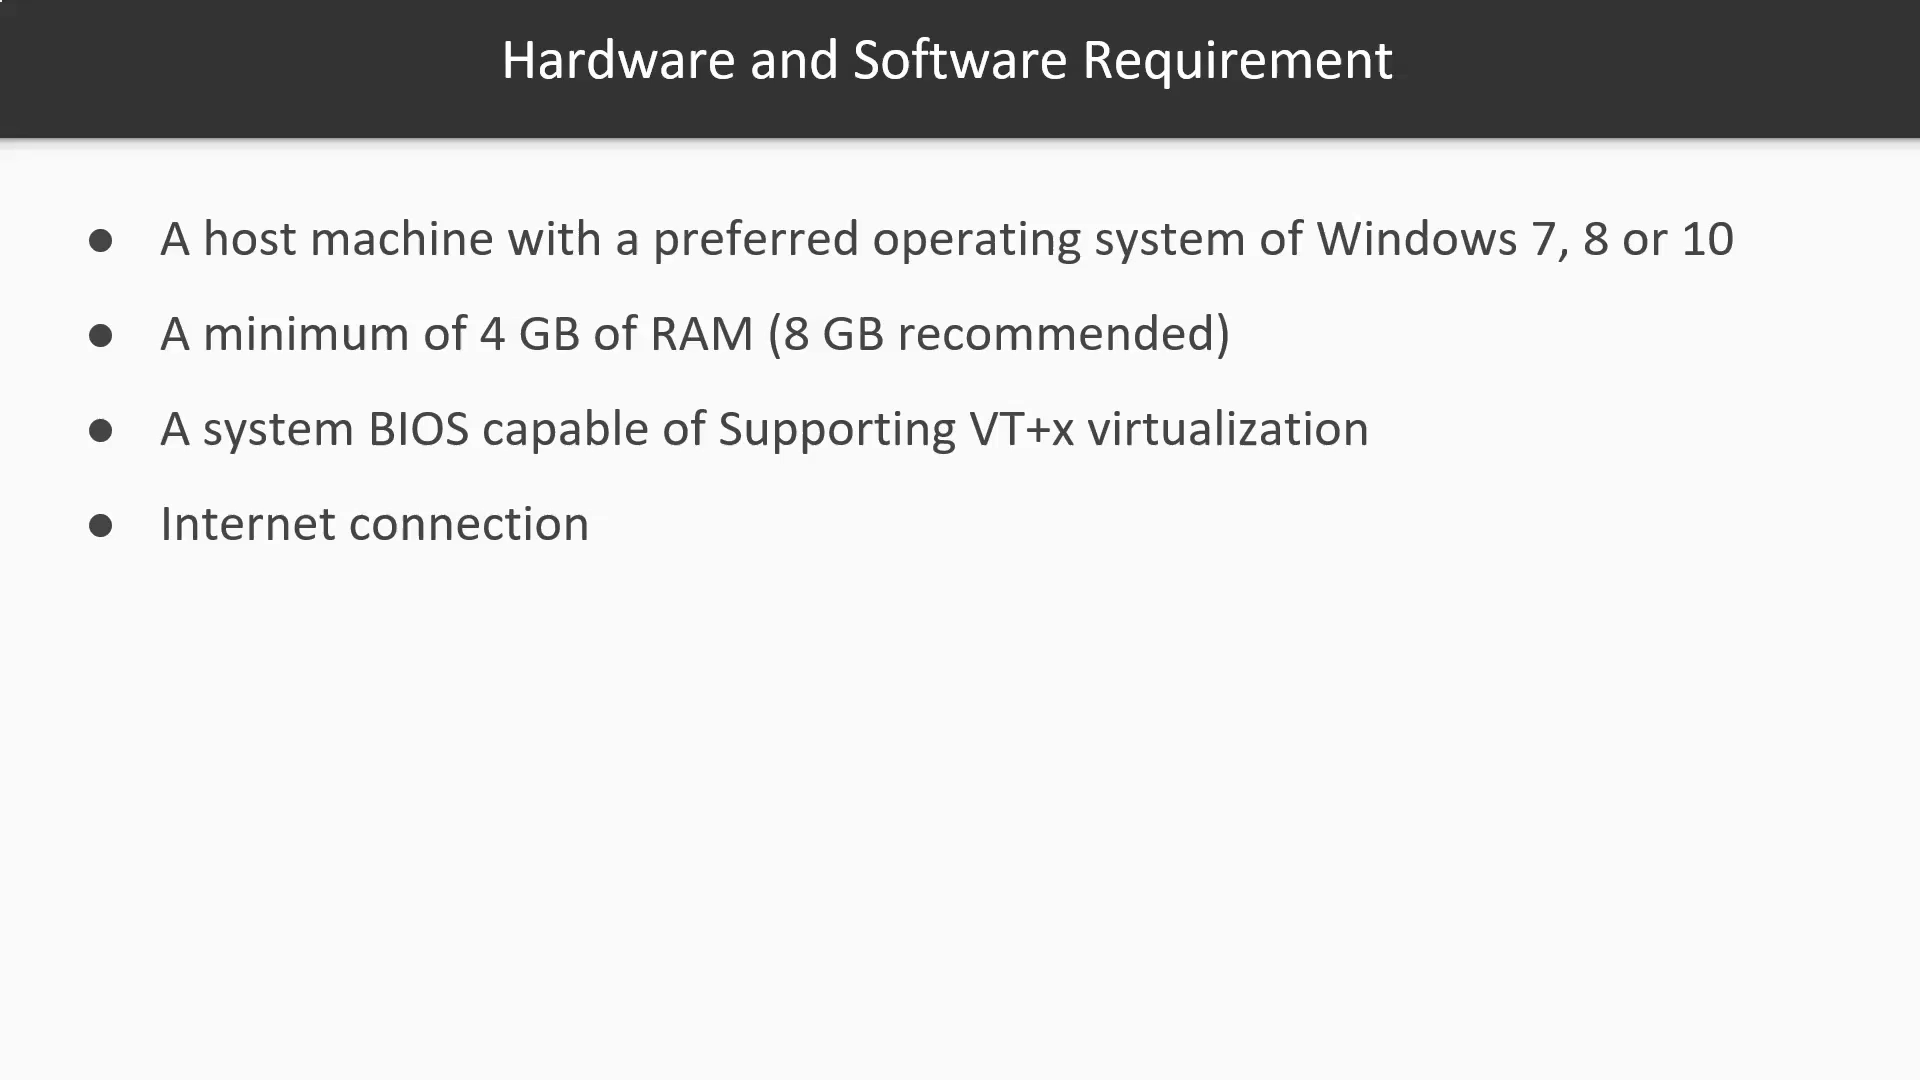 Hardware and Software Requirement
● A host machine with a preferred operating system of Windows 7, 8 or 10
● A minimum of 4 GB of RAM (8 GB recommended)
● A system BIOS capable of Supporting VT+x virtualization
● Internet connection